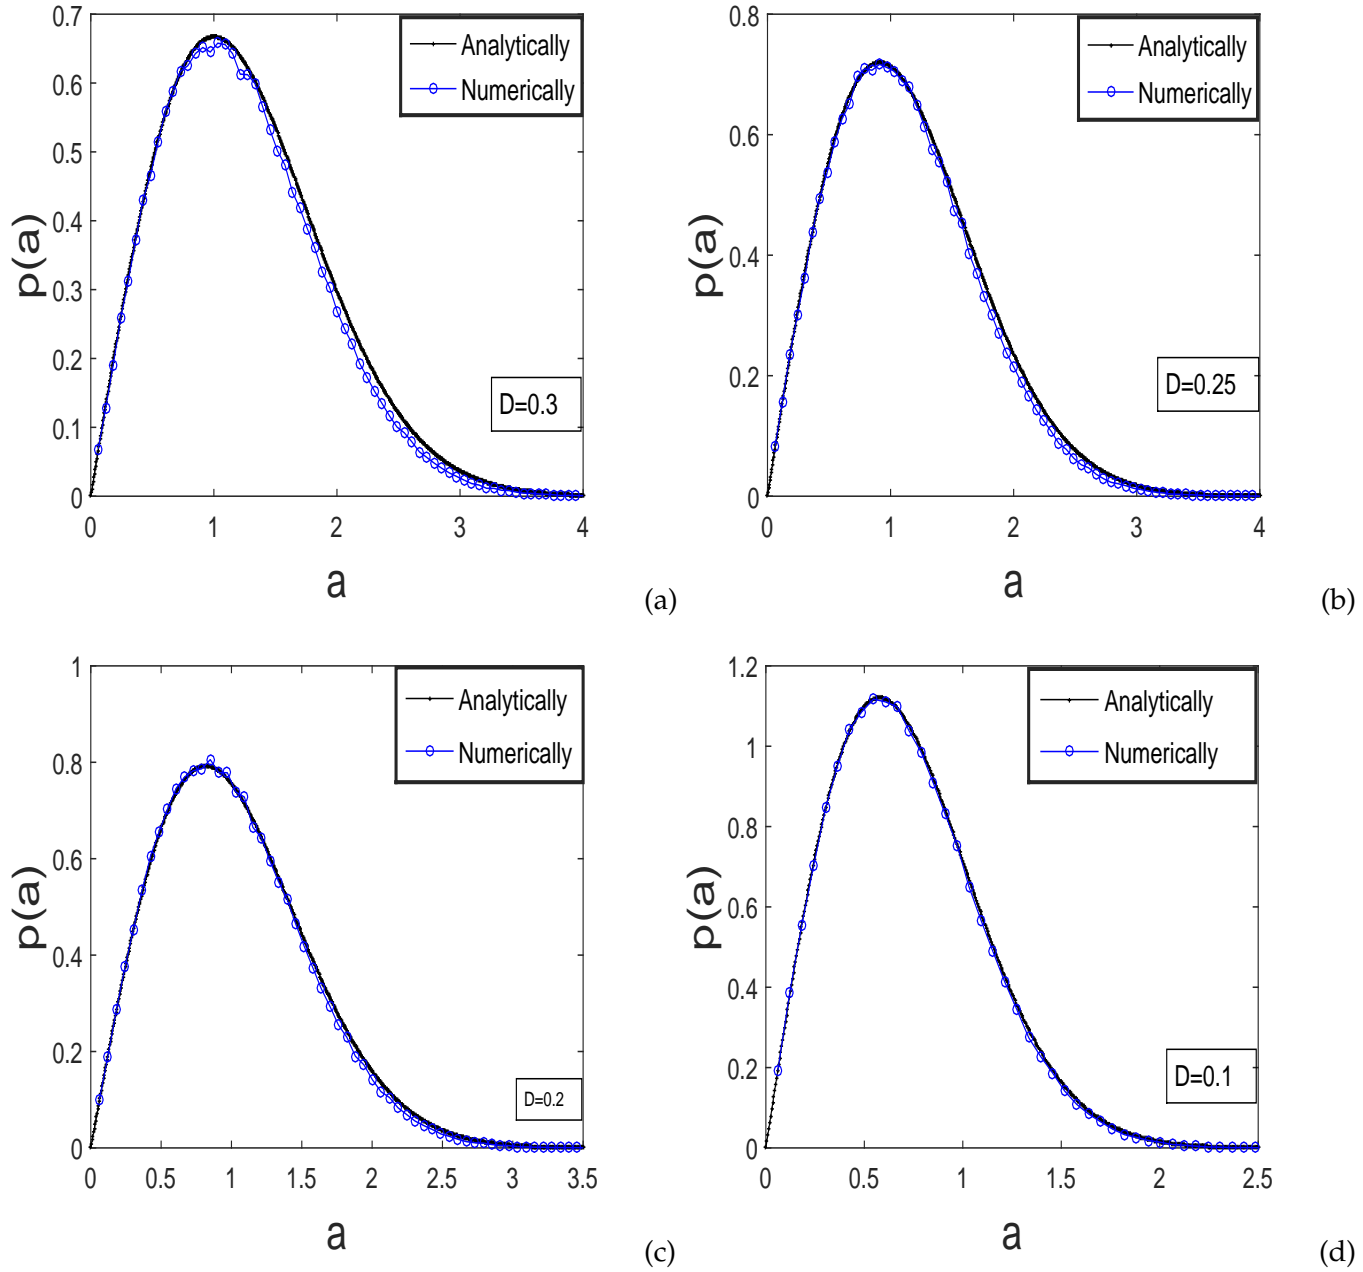 0.7
0.6
0.5
0.4
0.3
0.2
0.1
0
p(a)
Analytically
Numerically
D=0.3
0 1 2 3 4
a
(a)
0.8
0.6
0.4
0.2
0
p(a)
Analytically
Numerically
D=0.25
0 1 2 3 4
a
(b)
1
0.8
0.6
0.4
0.2
0
p(a)
Analytically
Numerically
D=0.2
0 0.5 1 1.5 2 2.5 3 3.5
a
(c)
1.2
1
0.8
0.6
0.4
0.2
0
p(a)
Analytically
Numerically
D=0.1
0 0.5 1 1.5 2 2.5
a
(d)